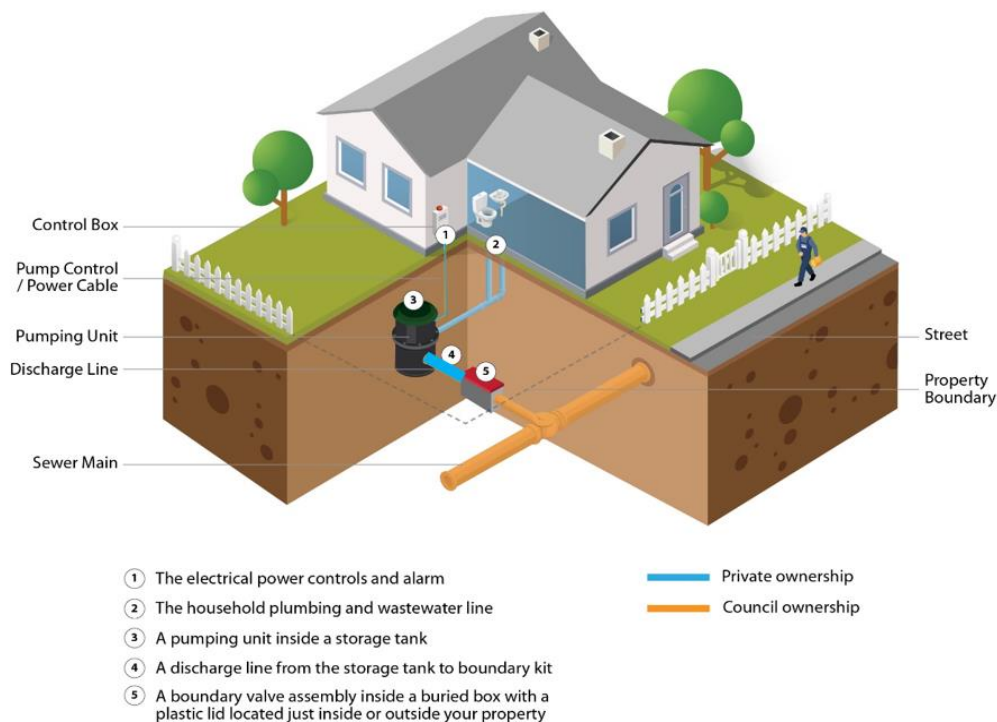 Control Box
Pump Control
/ Power Cable
Pumping Unit
Discharge Line
Sewer Main
1
2
3
4
5
Street
Property
Boundary
1 The electrical power controls and alarm
2 The household plumbing and wastewater line
3 A pumping unit inside a storage tank
4 A discharge line from the storage tank to boundary kit
5 A boundary valve assembly inside a buried box with a
plastic lid located just inside or outside your property
Private ownership
Council ownership